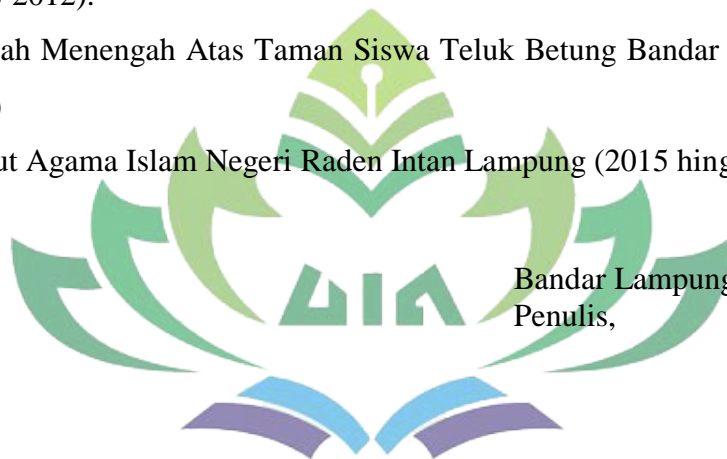 2012).
ah Menengah Atas Taman Siswa Teluk Betung Bandar
)
ut Agama Islam Negeri Raden Intan Lampung (2015 hing
Bandar Lampung
Penulis,
UIN